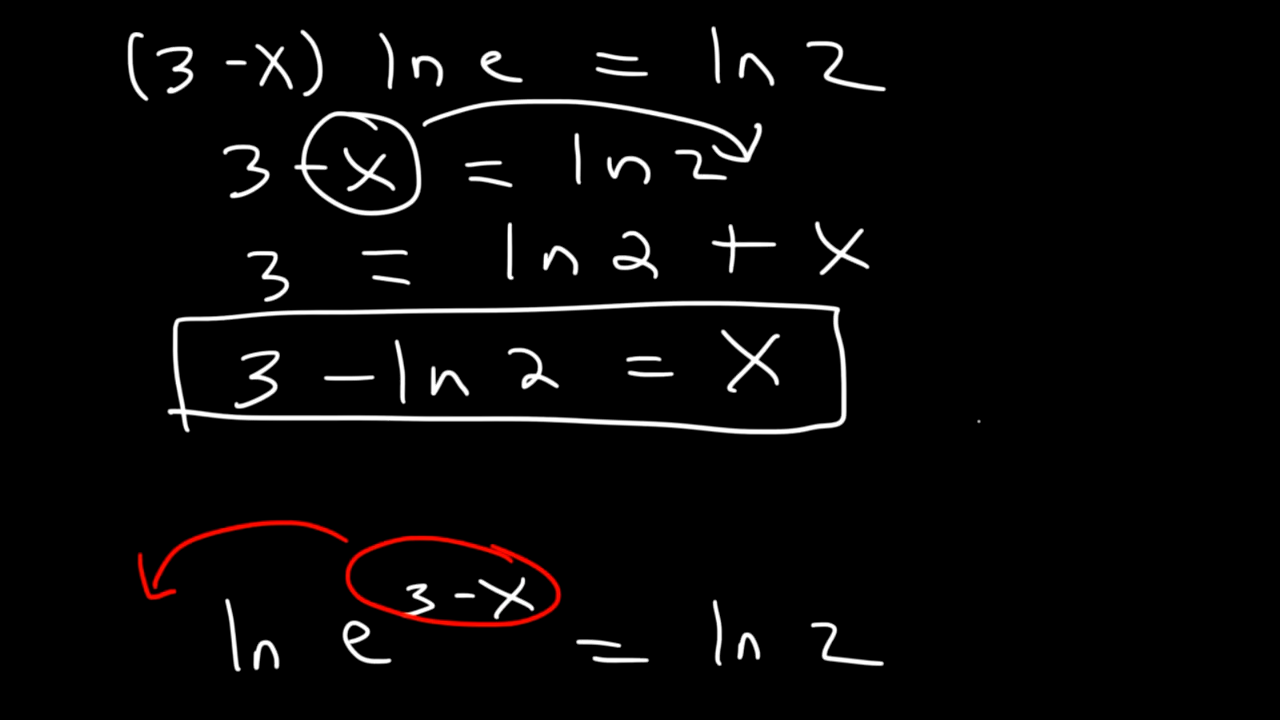 (3-x) ln e = ln 2
3 - x = ln 2
3 = ln 2 + x
3 - ln 2 = x
ln e^{3-x} = ln 2